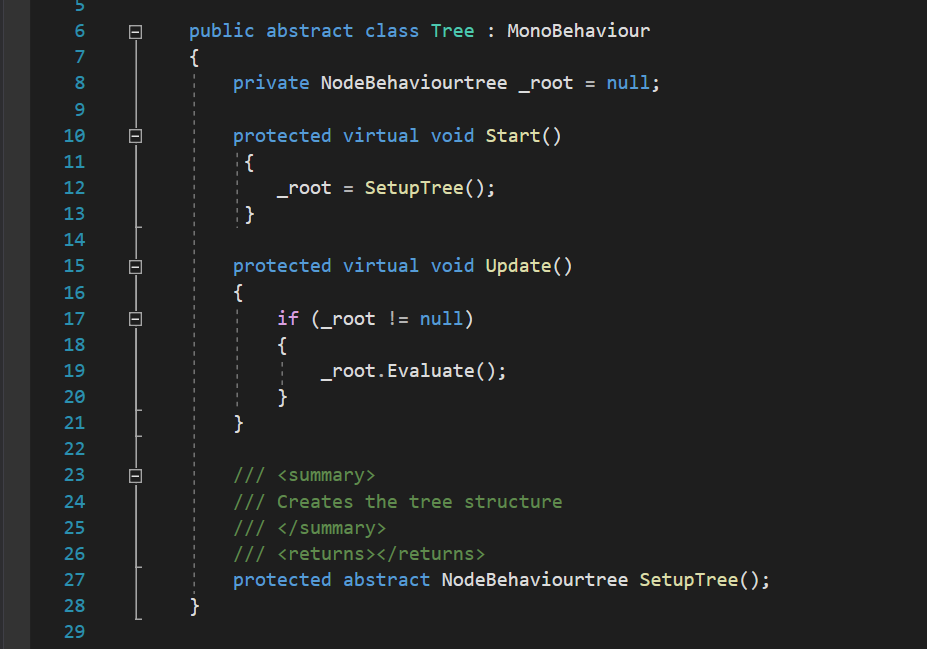 5
6 public abstract class Tree : MonoBehaviour
7 {
8 private NodeBehaviourtree _root = null;
9
10 protected virtual void Start()
11 {
12 _root = SetupTree();
13 }
14
15 protected virtual void Update()
16 {
17 if (_root != null)
18 {
19 _root.Evaluate();
20 }
21 }
22
23 /// <summary>
24 /// Creates the tree structure
25 /// </summary>
26 /// <returns></returns>
27 protected abstract NodeBehaviourtree SetupTree();
28 }
29